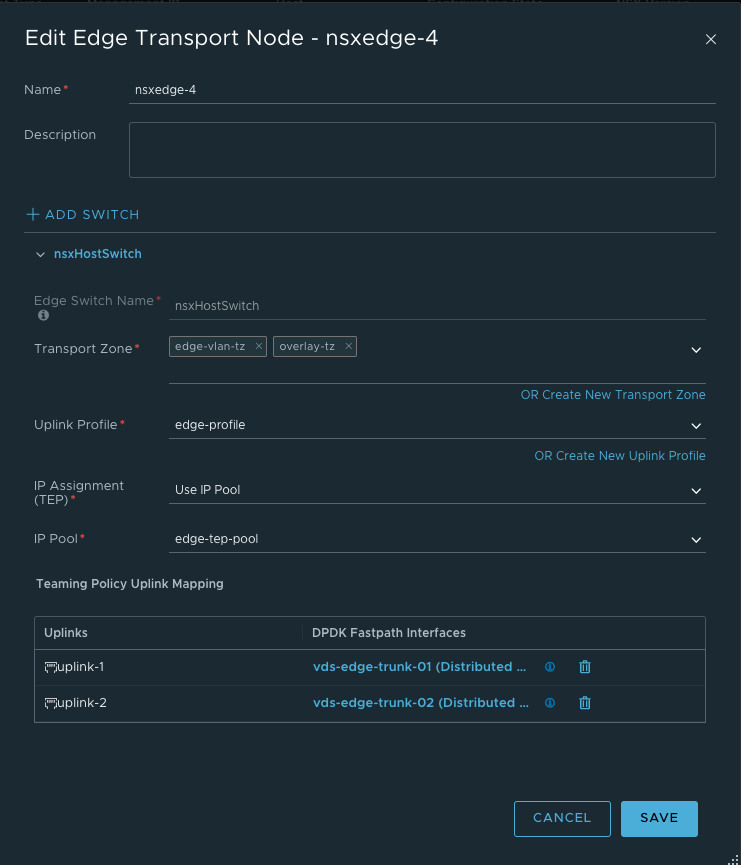 Edit Edge Transport Node - nsxedge-4
Name*
nsxedge-4
Description
ADD SWITCH
nsxHostSwitch
Edge Switch Name*
nsxHostSwitch
Transport Zone*
edge-vlan-tz × overlay-tz ×
OR Create New Transport Zone
Uplink Profile*
edge-profile
OR Create New Uplink Profile
IP Assignment
(TEP)*
Use IP Pool
IP Pool*
edge-tep-pool
Teaming Policy Uplink Mapping
Uplinks
DPDK Fastpath Interfaces
uplink-1
vds-edge-trunk-01 (Distributed ...
uplink-2
vds-edge-trunk-02 (Distributed ...
CANCEL
SAVE